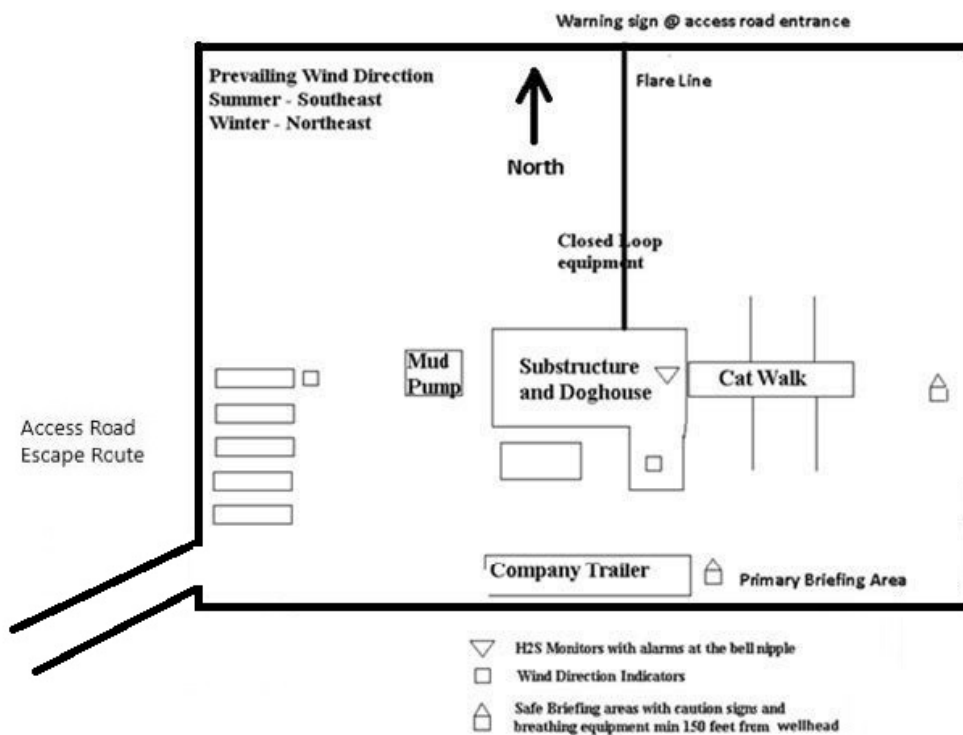 Warning sign @ access road entrance
Prevailing Wind Direction
Summer - Southeast
Winter - Northeast
North
Flare Line
Closed Loop
equipment
Mud
Pump
Substructure
and Doghouse
Cat Walk
Access Road
Escape Route
Company Trailer
Primary Briefing Area
H2S Monitors with alarms at the bell nipple
Wind Direction Indicators
Safe Briefing areas with caution signs and
breathing equipment min 150 feet from wellhead